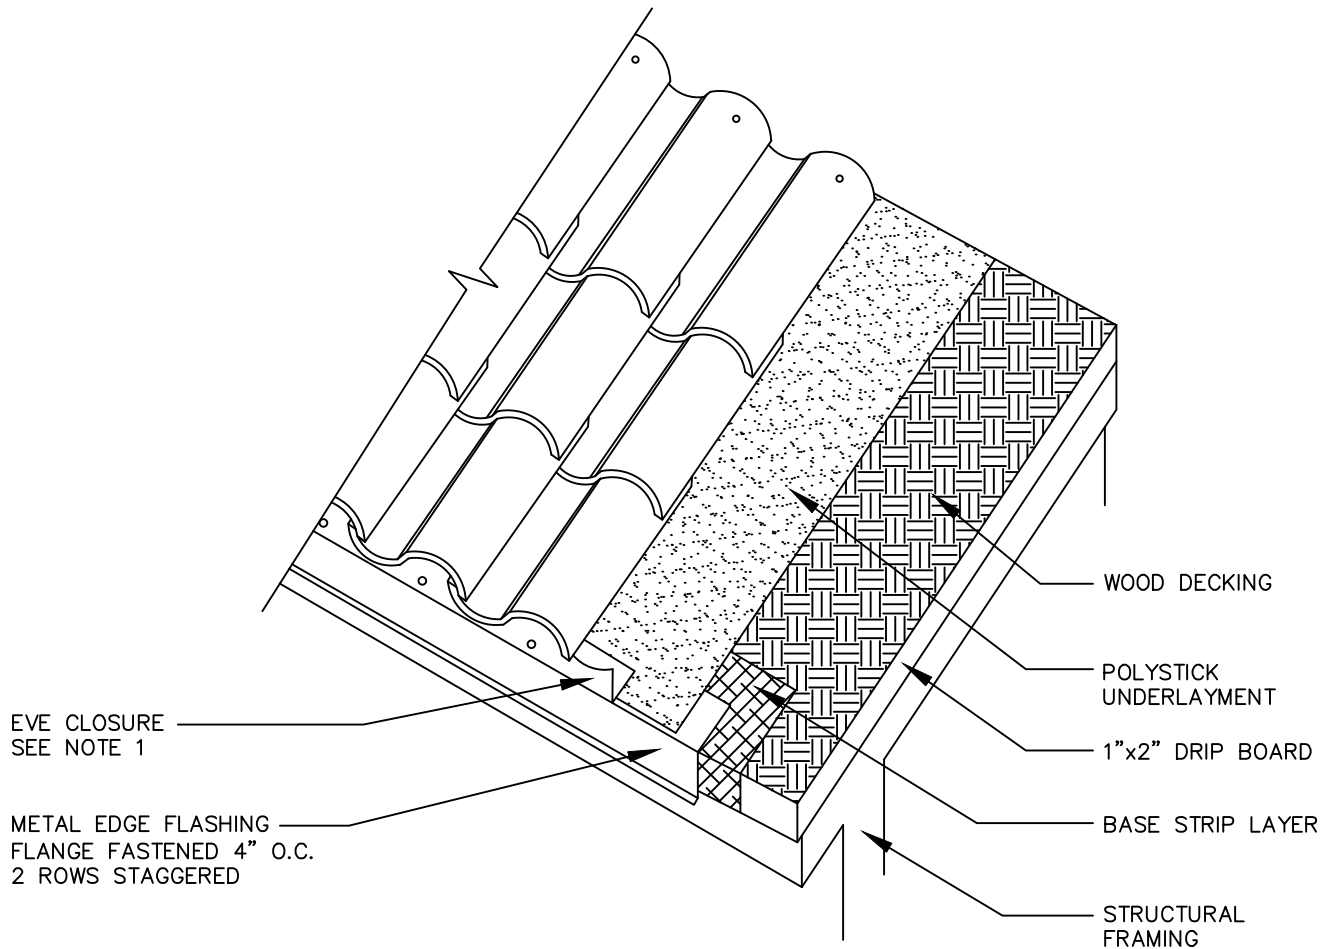 WOOD DECKING
POLYSTICK
UNDERLAYMENT
EVE CLOSURE
SEE NOTE 1
1”x2” DRIP BOARD
METAL EDGE FLASHING
FLANGE FASTENED 4” O.C.
2 ROWS STAGGERED
BASE STRIP LAYER
STRUCTURAL
FRAMING